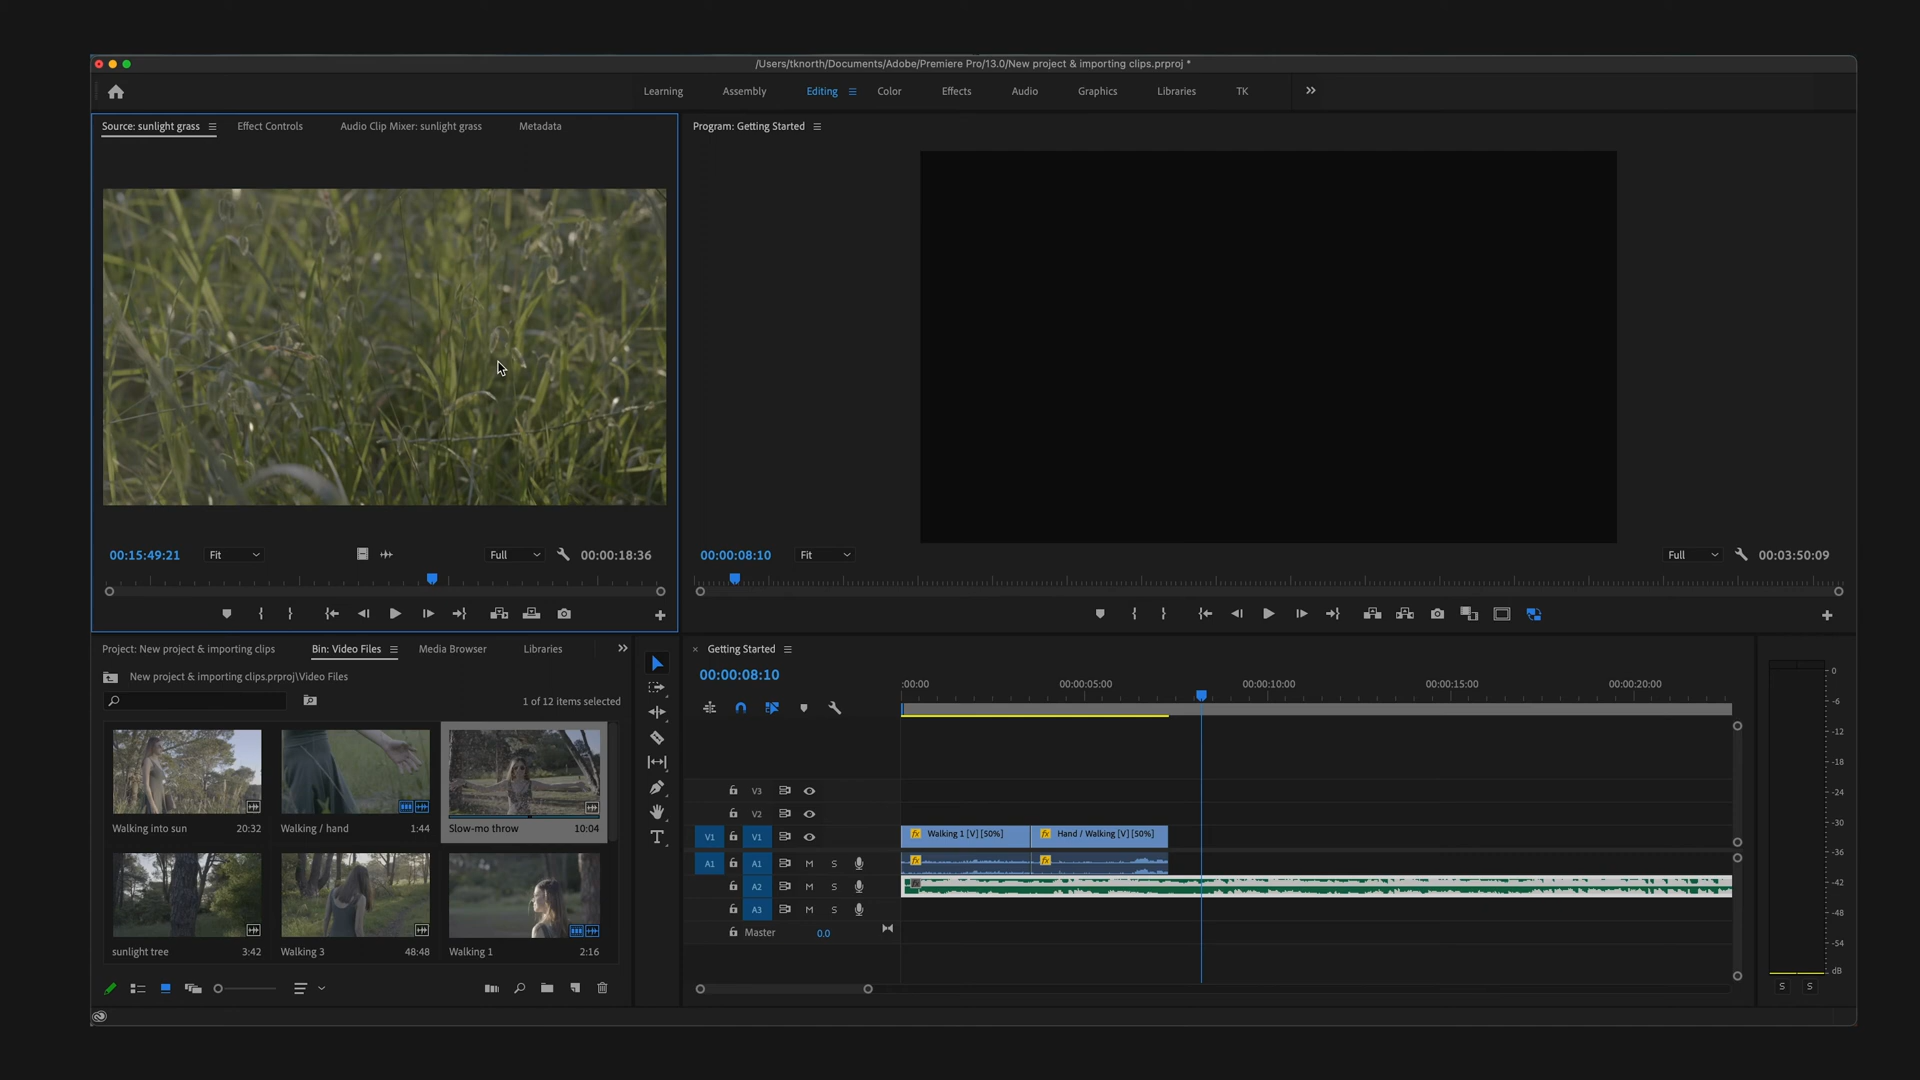 /Users/tknorth/Documents/Adobe/Premiere Pro/13.0/New project & importing clips.prproj *
Learning Assembly Editing Color Effects Audio Graphics Libraries TK
Source: sunlight grass Effect Controls Audio Clip Mixer: sunlight grass Metadata
Program: Getting Started
00:15:49:21 Fit Full 00:00:18:36
00:00:08:10 Fit Full 00:03:50:09
Project: New project & importing clips Bin: Video Files Media Browser Libraries
New project & importing clips.prproj\Video Files
1 of 12 items selected
Walking into sun 20:32
Walking / hand 1:44
Slow-mo throw 10:04
sunlight tree 3:42
Walking 3 48:48
Walking 1 2:16
Getting Started
00:00:08:10
:00:00 00:00:05:00 00:00:10:00 00:00:15:00 00:00:20:00
V3
V2
V1 V1 fx Walking 1 [V] [50%] fx Hand / Walking [V] [50%]
A1 A1 M S fx fx
A2 M S
A3 M S
Master 0.0
0
-6
-12
-18
-24
-30
-36
-42
-48
-54
dB
S S